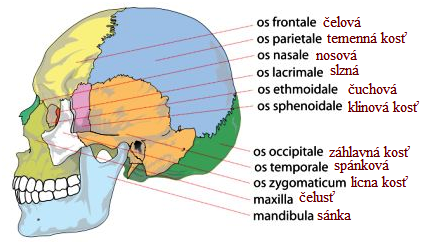 os frontale čelová
os parietale temenná kosť
os nasale nosová
os lacrimale slzná
os ethmoidale čuchová
os sphenoidale klinová kosť
os occipitale záhlavná kosť
os temporale spánková
os zygomaticum lícna kosť
maxilla čelusť
mandibula sánka